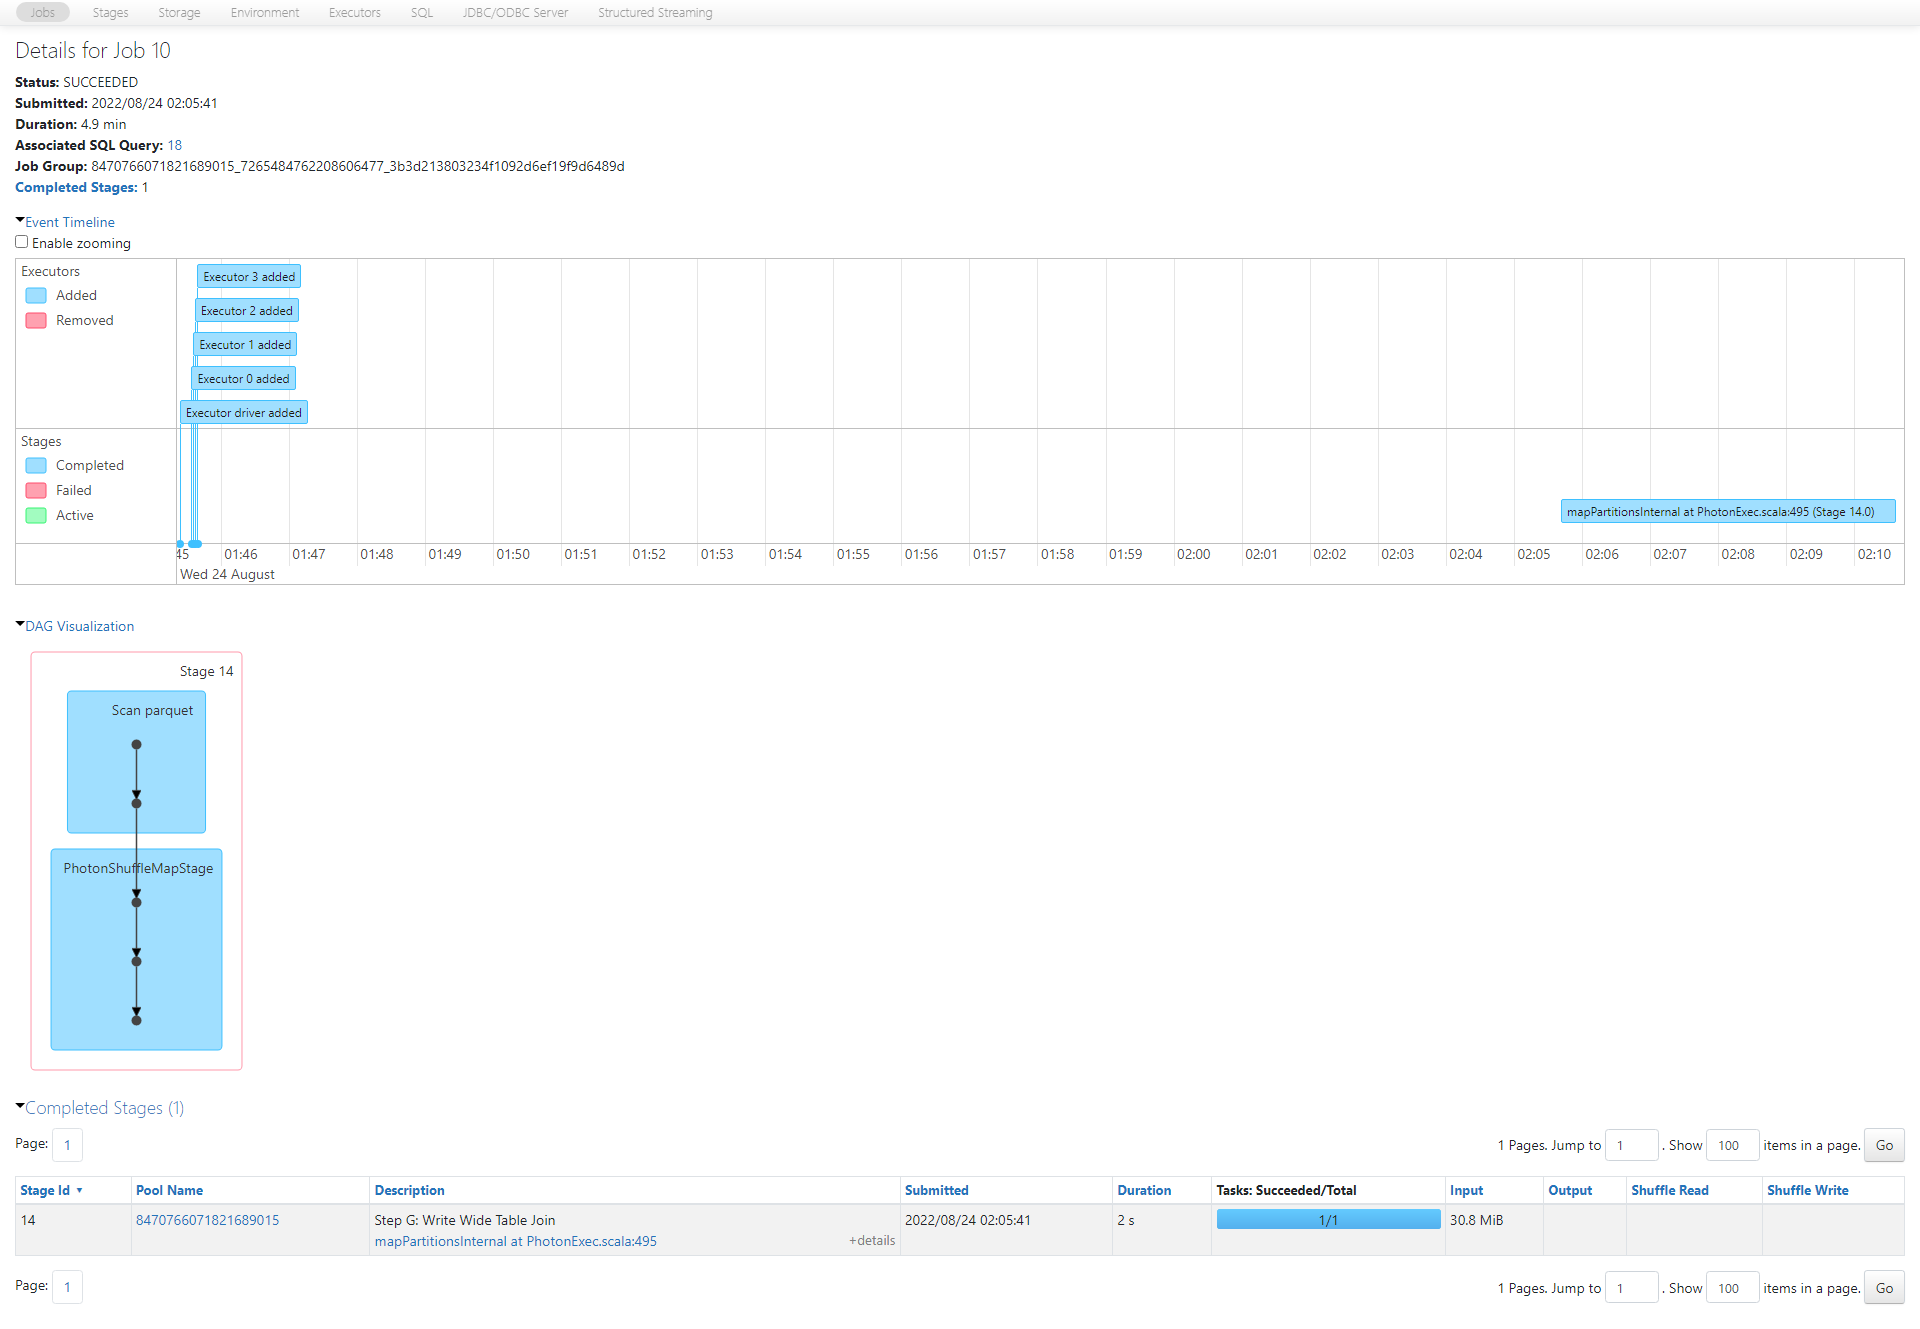 Jobs Stages Storage Environment Executors SQL JDBC/ODBC Server Structured Streaming
Details for Job 10
Status: SUCCEEDED
Submitted: 2022/08/24 02:05:41
Duration: 4.9 min
Associated SQL Query: 18
Job Group: 8470766071821689015_7265484762208606477_3b3d213803234f1092d6ef19f9d6489d
Completed Stages: 1
Event Timeline
Enable zooming
Executors
Added
Removed
Executor 3 added
Executor 2 added
Executor 1 added
Executor 0 added
Executor driver added
Stages
Completed
Failed
Active
mapPartitionsInternal at PhotonExec.scala:495 (Stage 14.0)
45 01:46 01:47 01:48 01:49 01:50 01:51 01:52 01:53 01:54 01:55 01:56 01:57 01:58 01:59 02:00 02:01 02:02 02:03 02:04 02:05 02:06 02:07 02:08 02:09 02:10
Wed 24 August
DAG Visualization
Stage 14
Scan parquet
PhotonShuffleMapStage
Completed Stages (1)
Page: 1 1 Pages. Jump to 1 . Show 100 items in a page. Go
Stage Id Pool Name Description Submitted Duration Tasks: Succeeded/Total Input Output Shuffle Read Shuffle Write
14 8470766071821689015 Step G: Write Wide Table Join 2022/08/24 02:05:41 2 s 1/1 30.8 MiB
mapPartitionsInternal at PhotonExec.scala:495 +details
Page: 1 1 Pages. Jump to 1 . Show 100 items in a page. Go